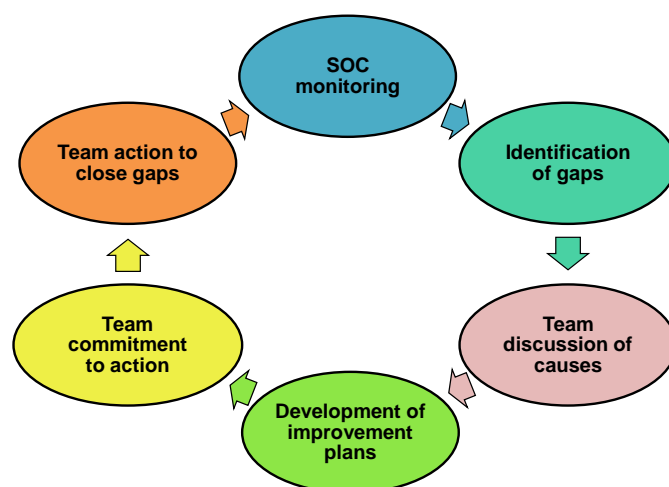 SOC
monitoring
Identification
of gaps
Team
discussion of
causes
Development of
improvement
plans
Team
commitment
to action
Team action to
close gaps